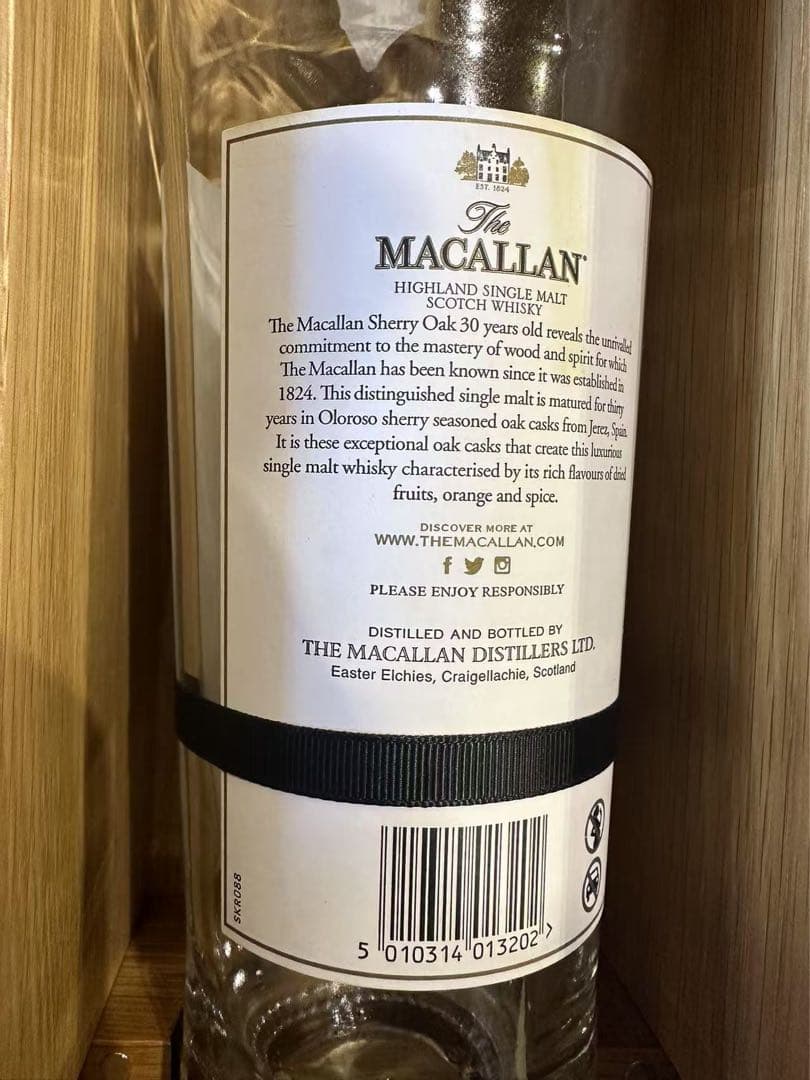 EST. 1824
The
MACALLAN®
HIGHLAND SINGLE MALT
SCOTCH WHISKY
The Macallan Sherry Oak 30 years old reveals the unrivalled
commitment to the mastery of wood and spirit for which
The Macallan has been known since it was established in
1824. This distinguished single malt is matured for thirty
years in Oloroso sherry seasoned oak casks from Jerez, Spain.
It is these exceptional oak casks that create this luxurious
single malt whisky characterised by its rich flavours of dried
fruits, orange and spice.
DISCOVER MORE AT
WWW.THEMACALLAN.COM
PLEASE ENJOY RESPONSIBLY
DISTILLED AND BOTTLED BY
THE MACALLAN DISTILLERS LTD.
Easter Elchies, Craigellachie, Scotland
SKR088
5 010314 013202 >